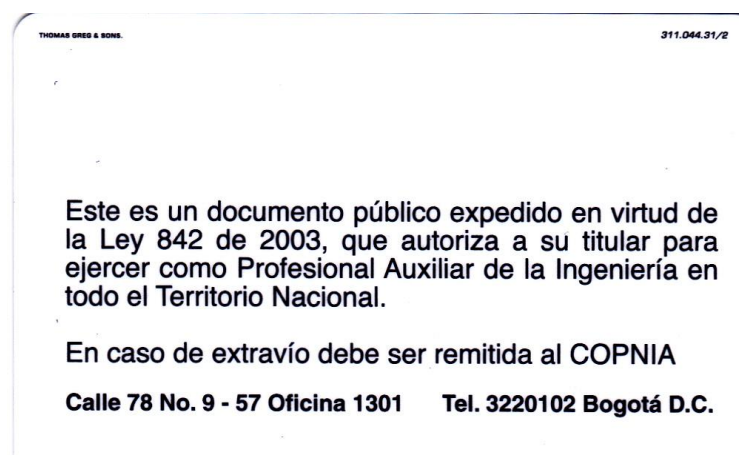 THOMAS GREG & SONS.
311.044.31/2
Este es un documento público expedido en virtud de
la Ley 842 de 2003, que autoriza a su titular para
ejercer como Profesional Auxiliar de la Ingeniería en
todo el Territorio Nacional.
En caso de extravío debe ser remitida al COPNIA
Calle 78 No. 9 - 57 Oficina 1301 Tel. 3220102 Bogotá D.C.